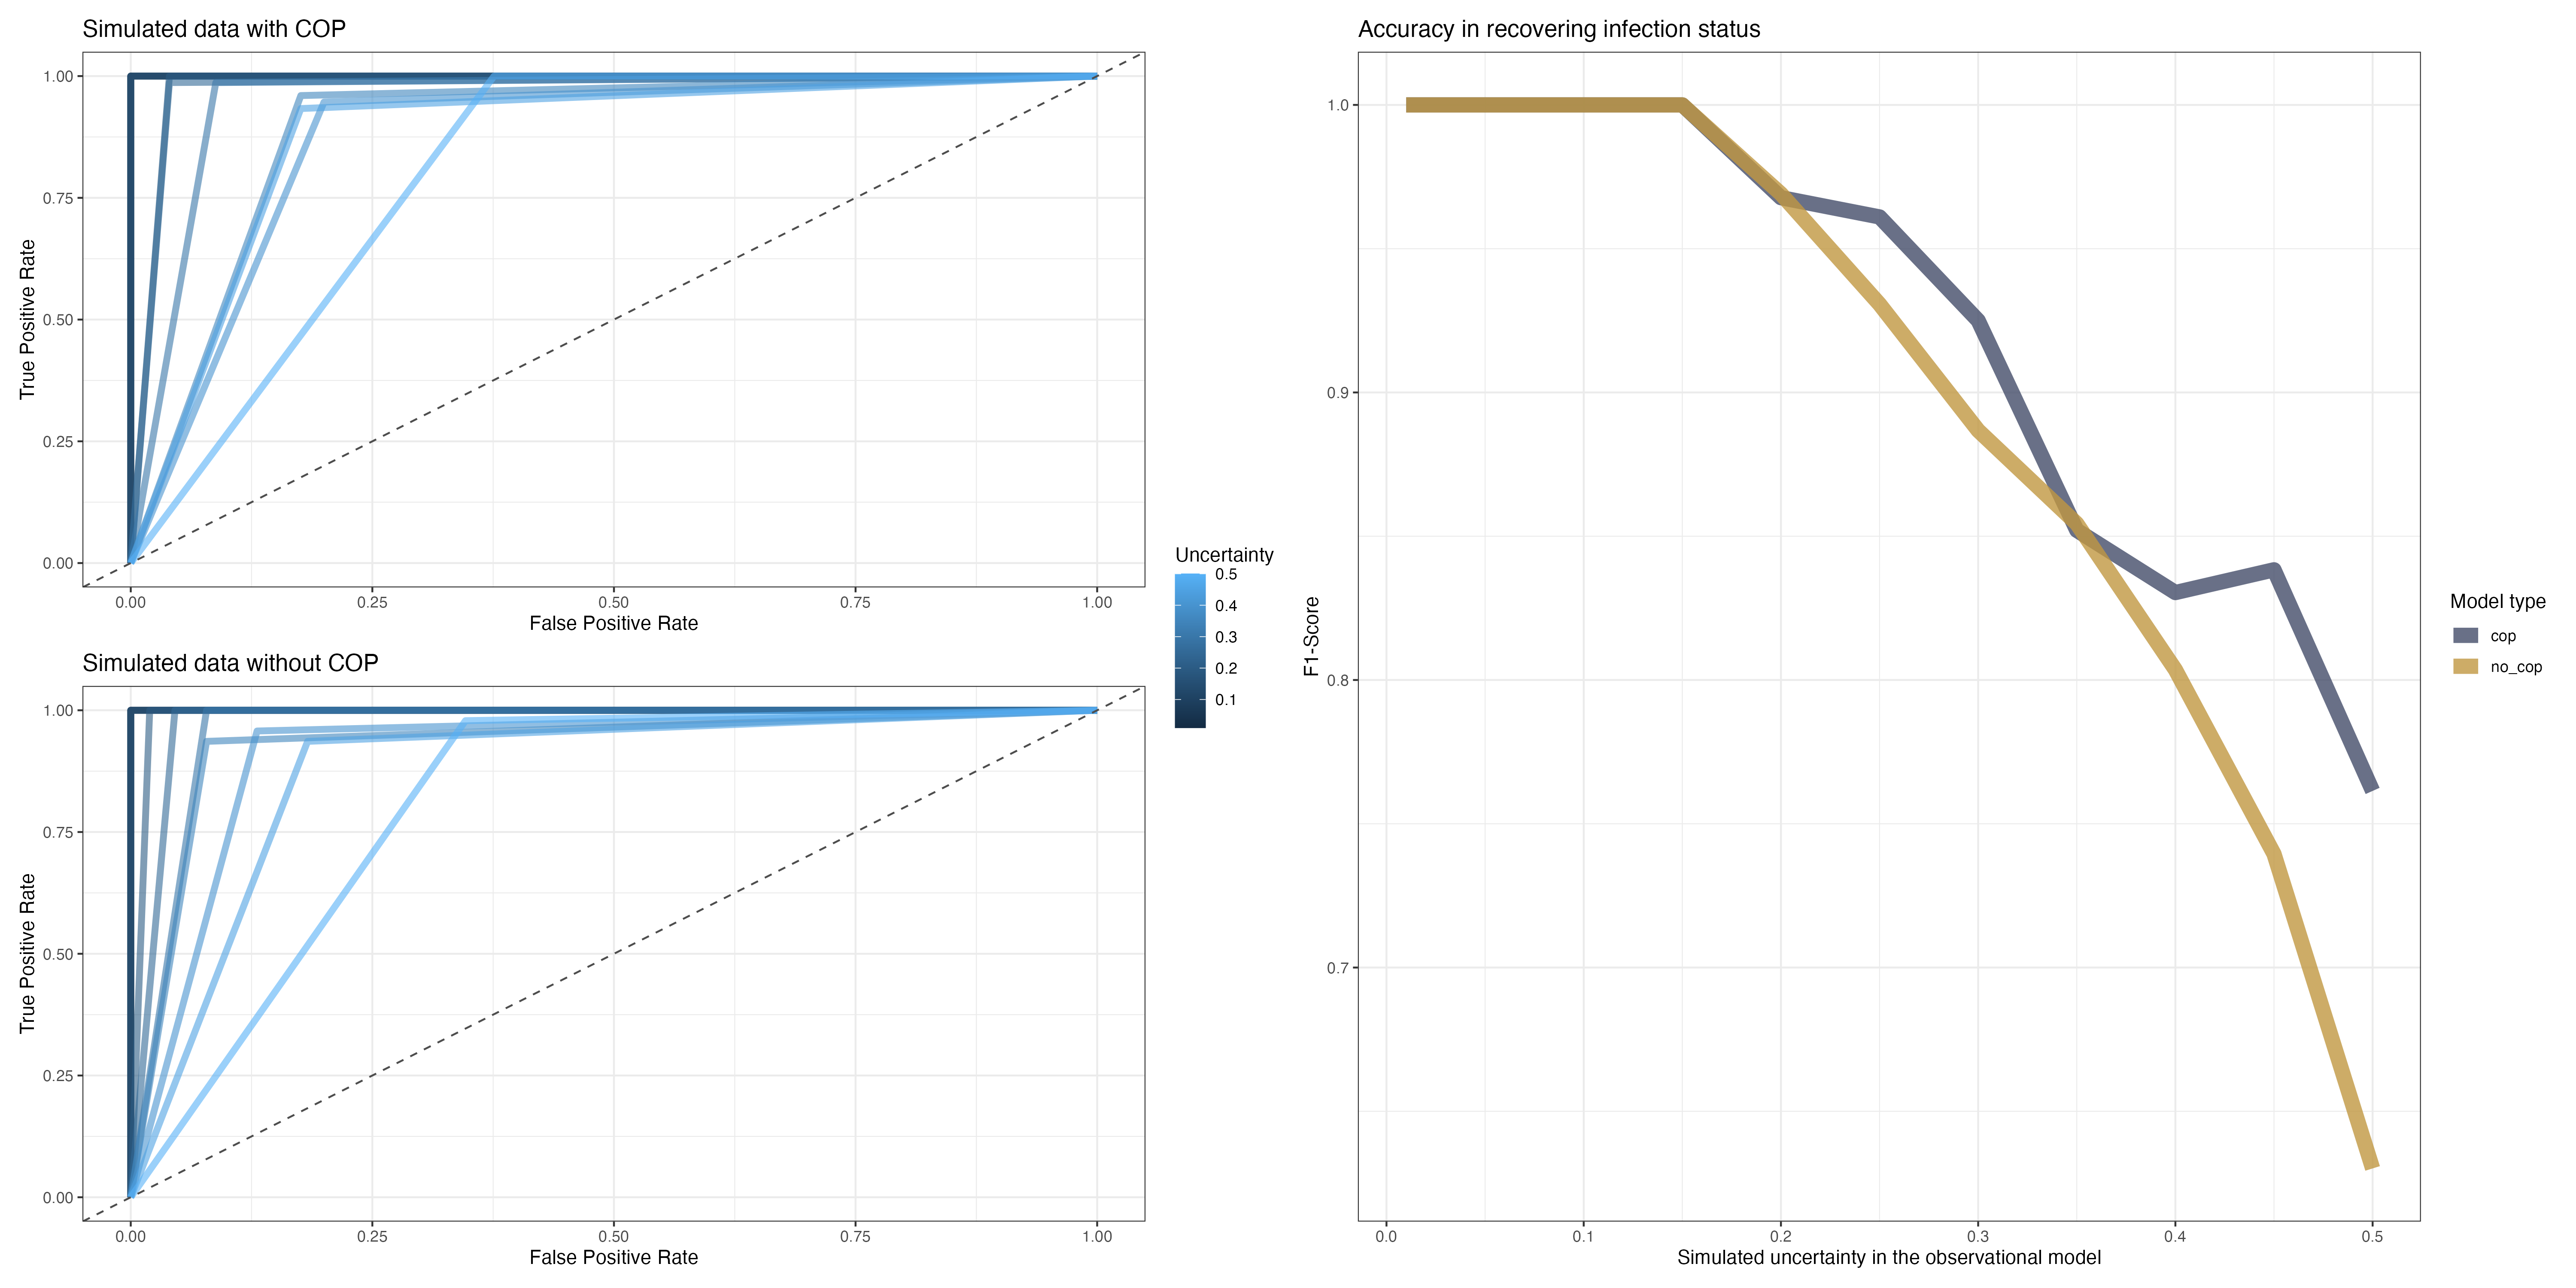 Simulated data with COP
True Positive Rate
1.00
0.75
0.50
0.25
0.00
0.00 0.25 0.50 0.75 1.00
False Positive Rate
Simulated data without COP
True Positive Rate
1.00
0.75
0.50
0.25
0.00
0.00 0.25 0.50 0.75 1.00
False Positive Rate
Uncertainty
0.5
0.4
0.3
0.2
0.1
Accuracy in recovering infection status
F1-Score
1.0
0.9
0.8
0.7
0.0 0.1 0.2 0.3 0.4 0.5
Simulated uncertainty in the observational model
Model type
cop
no_cop